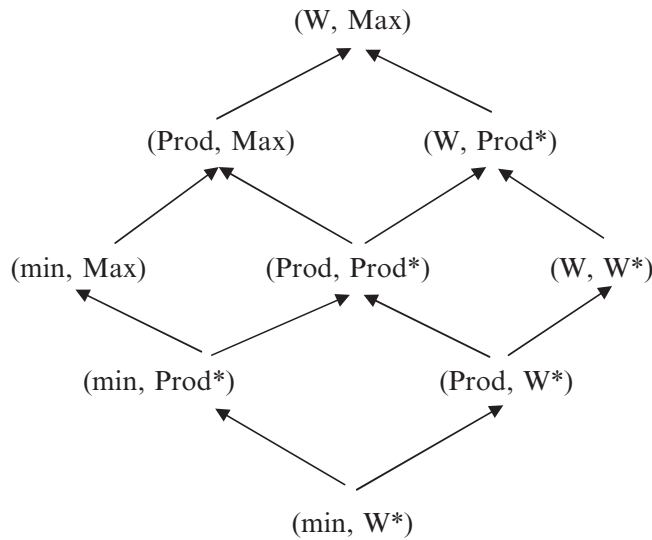 (W, Max)
(Prod, Max) (W, Prod*)
(min, Max) (Prod, Prod*) (W, W*)
(min, Prod*) (Prod, W*)
(min, W*)